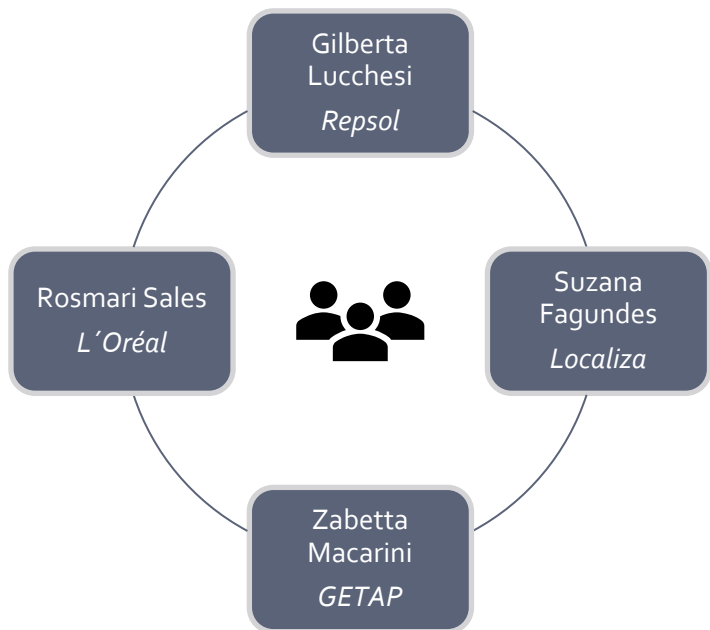 Gilberta
Lucchesi
Repsol
Rosmari Sales
L´Oréal
Suzana
Fagundes
Localiza
Zabetta
Macarini
GETAP